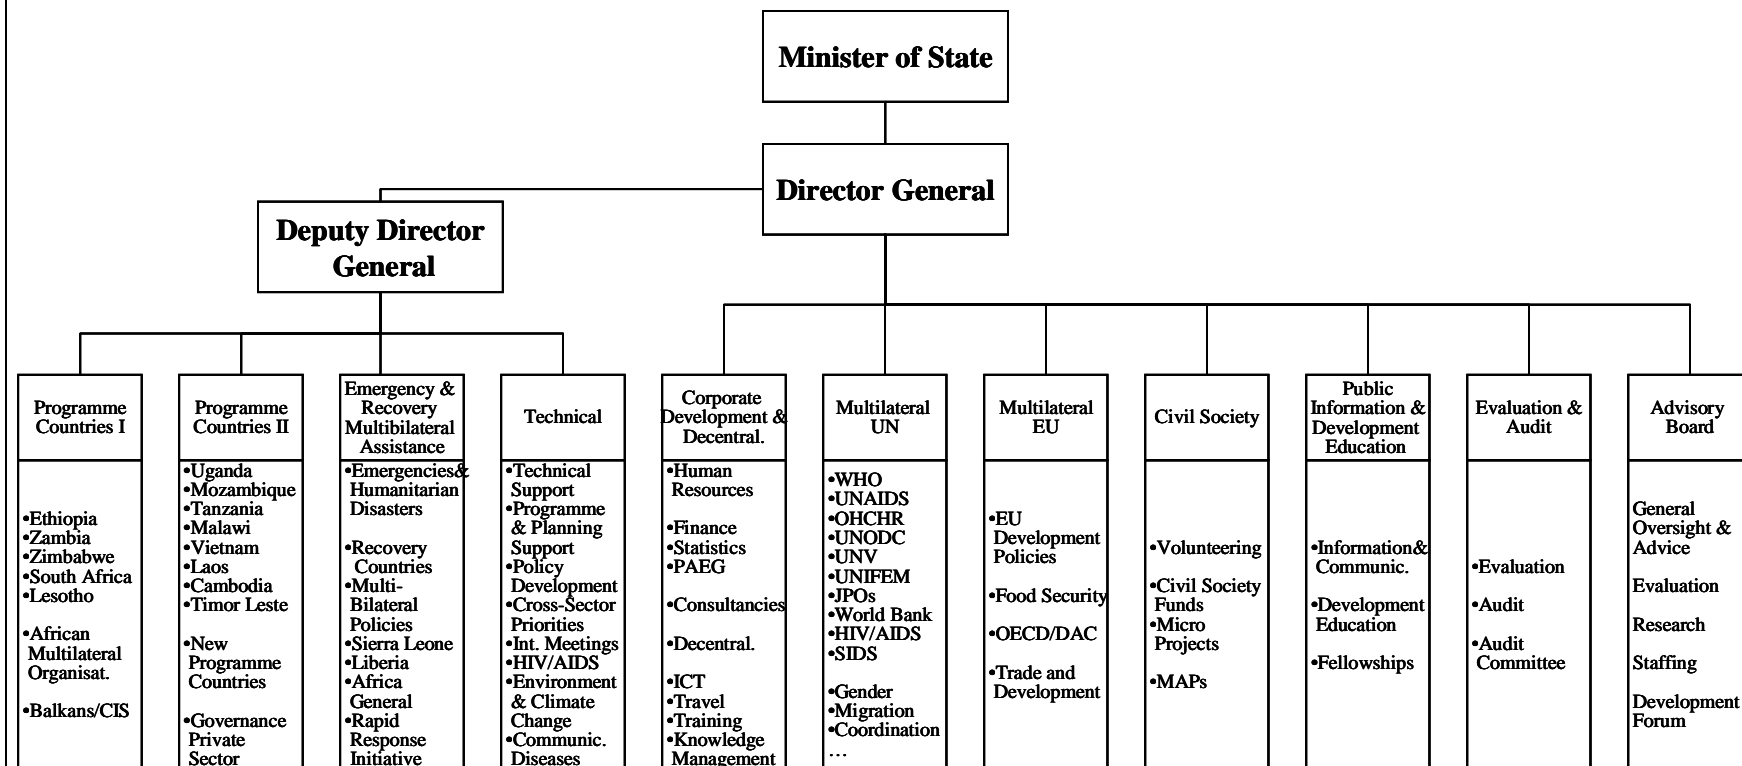 Minister of State
Director General
Deputy Director
General
Programme
Countries I
•Ethiopia
•Zambia
•Zimbabwe
•South Africa
•Lesotho
•African
Multilateral
Organisat.
•Balkans/CIS
Programme
Countries II
•Uganda
•Mozambique
•Tanzania
•Malawi
•Vietnam
•Laos
•Cambodia
•Timor Leste
•New
Programme
Countries
•Governance
Private
Sector
Emergency &
Recovery
Multibilateral
Assistance
•Emergencies&
Humanitarian
Disasters
•Recovery
Countries
•Multi-
Bilateral
Policies
•Sierra Leone
•Liberia
•Africa
General
•Rapid
Response
Initiative
Technical
•Technical
Support
•Programme
& Planning
Support
•Policy
Development
•Cross-Sector
Priorities
•Int. Meetings
•HIV/AIDS
•Environment
& Climate
Change
•Communic.
Diseases
Corporate
Development &
Decentral.
•Human
Resources
•Finance
•Statistics
•PAEG
•Consultancies
•Decentral.
•ICT
•Travel
•Training
•Knowledge
Management
Multilateral
UN
•WHO
•UNAIDS
•OHCHR
•UNODC
•UNV
•UNIFEM
•JPOs
•World Bank
•HIV/AIDS
•SIDS
•Gender
•Migration
•Coordination
…
Multilateral
EU
•EU
Development
Policies
•Food Security
•OECD/DAC
•Trade and
Development
Civil Society
•Volunteering
•Civil Society
Funds
•Micro
Projects
•MAPs
Public
Information &
Development
Education
•Information&
Communic.
•Development
Education
•Fellowships
Evaluation &
Audit
•Evaluation
•Audit
•Audit
Committee
Advisory
Board
General
Oversight &
Advice
Evaluation
Research
Staffing
Development
Forum